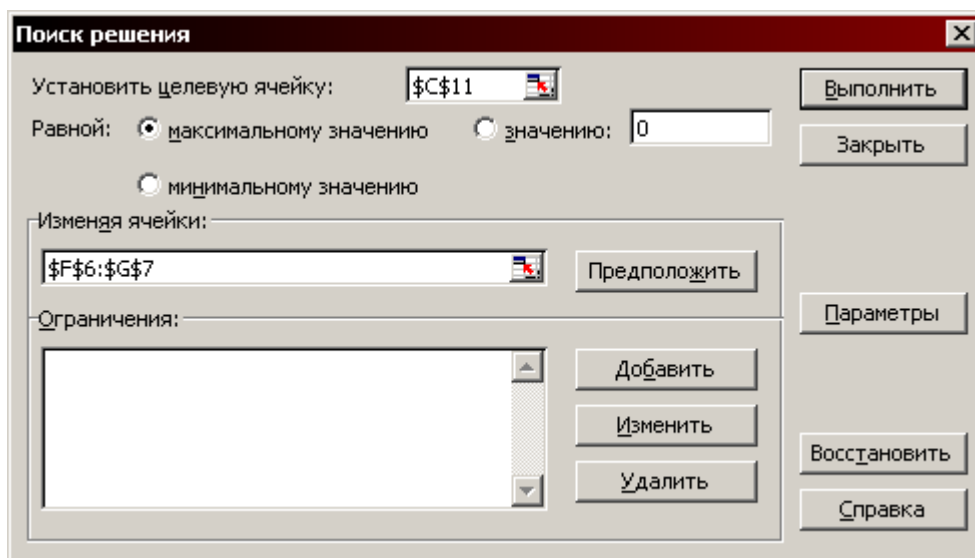 Поиск решения
Установить целевую ячейку: $C$11
Выполнить
Равной: максимальному значению значению: 0
Закрыть
минимальному значению
Изменяя ячейки:
$F$6:$G$7
Предположить
Ограничения:
Параметры
Добавить
Изменить
Восстановить
Удалить
Справка